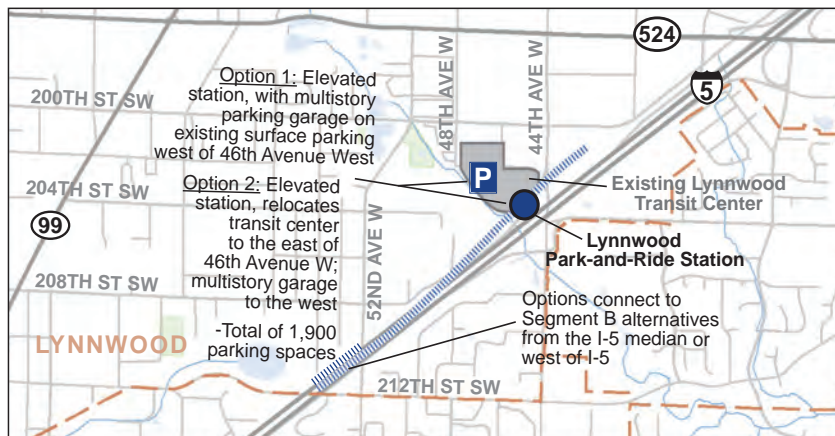 524
5
99
200TH ST SW
204TH ST SW
208TH ST SW
212TH ST SW
48TH AVE W
44TH AVE W
52ND AVE W
LYNNWOOD
Option 1: Elevated
station, with multistory
parking garage on
existing surface parking
west of 46th Avenue West
Option 2: Elevated
station, relocates
transit center
to the east of
46th Avenue W;
multistory garage
to the west
-Total of 1,900
parking spaces
P
Existing Lynnwood
Transit Center
Lynnwood
Park-and-Ride Station
Options connect to
Segment B alternatives
from the I-5 median or
west of I-5